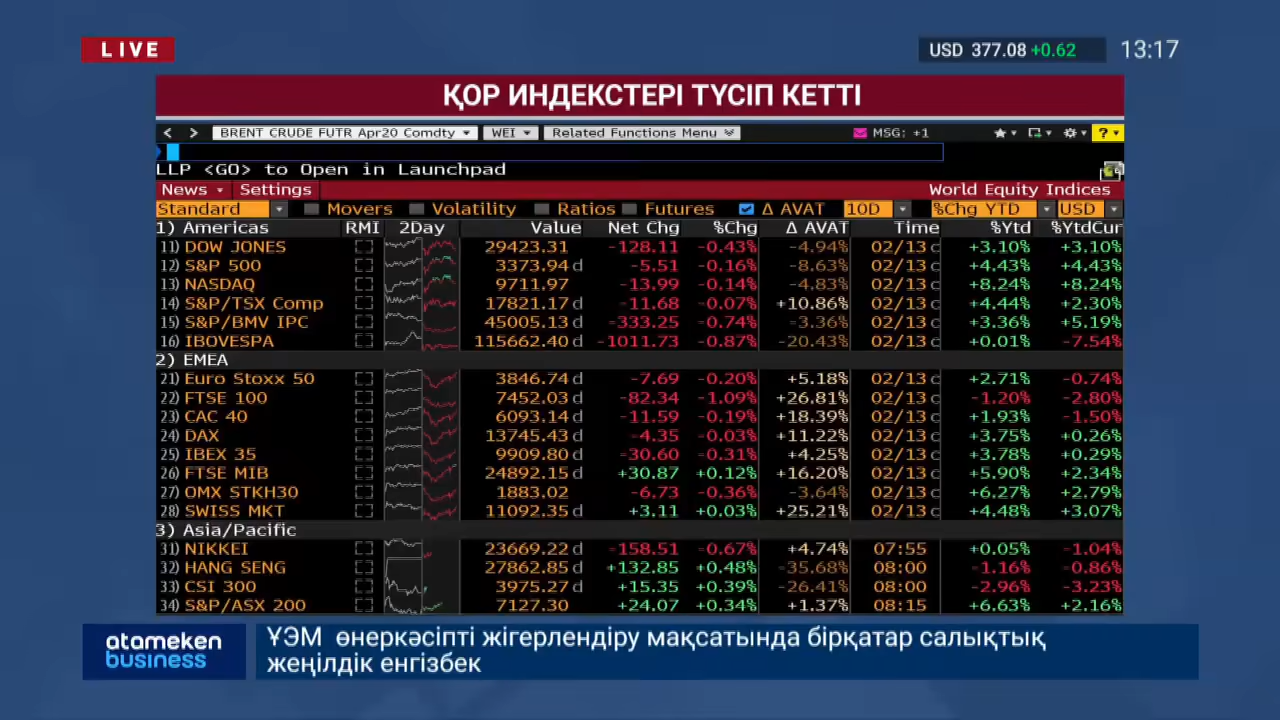 LIVE
USD 377.08 +0.62 13:17
ҚОР ИНДЕКСТЕРІ ТҮСІП КЕТТІ
BRENT CRUDE FUTR Apr20 Comdty WEI Related Functions Menu MSG: +1 ?
LLP <GO> to Open in Launchpad
News Settings World Equity Indices
Standard Movers Volatility Ratios Futures Δ AVAT 10D %Chg YTD USD
1) Americas RMI 2Day Value Net Chg %Chg Δ AVAT Time %Ytd %YtdCur
11) DOW JONES 29423.31 -128.11 -0.43% -4.94% 02/13 c +3.10% +3.10%
12) S&P 500 3373.94 d -5.51 -0.16% -8.63% 02/13 c +4.43% +4.43%
13) NASDAQ 9711.97 -13.99 -0.14% -4.83% 02/13 c +8.24% +8.24%
14) S&P/TSX Comp 17821.17 d -11.68 -0.07% +10.86% 02/13 c +4.44% +2.30%
15) S&P/BMV IPC 45005.13 d -333.25 -0.74% -3.36% 02/13 c +3.36% +5.19%
16) IBOVESPA 115662.40 d -1011.73 -0.87% -20.43% 02/13 c +0.01% -7.54%
2) EMEA
21) Euro Stoxx 50 3846.74 d -7.69 -0.20% +5.18% 02/13 c +2.71% -0.74%
22) FTSE 100 7452.03 d -82.34 -1.09% +26.81% 02/13 c -1.20% -2.80%
23) CAC 40 6093.14 d -11.59 -0.19% +18.39% 02/13 c +1.93% -1.50%
24) DAX 13745.43 d -4.35 -0.03% +11.22% 02/13 c +3.75% +0.26%
25) IBEX 35 9909.80 d -30.60 -0.31% +4.25% 02/13 c +3.78% +0.29%
26) FTSE MIB 24892.15 d +30.87 +0.12% +16.20% 02/13 c +5.90% +2.34%
27) OMX STKH30 1883.02 -6.73 -0.36% -3.64% 02/13 c +6.27% +2.79%
28) SWISS MKT 11092.35 d +3.11 +0.03% +25.21% 02/13 c +4.48% +3.07%
3) Asia/Pacific
31) NIKKEI 23669.22 d -158.51 -0.67% +4.74% 07:55 +0.05% -1.04%
32) HANG SENG 27862.85 d +132.85 +0.48% -35.68% 08:00 -1.16% -0.86%
33) CSI 300 3975.27 d +15.35 +0.39% -26.41% 08:00 -2.96% -3.23%
34) S&P/ASX 200 7127.30 +24.07 +0.34% +1.37% 08:15 +6.63% +2.16%
atameken
business
ҮЭМ өнеркәсіпті жігерлендіру мақсатында бірқатар салықтық
жеңілдік енгізбек